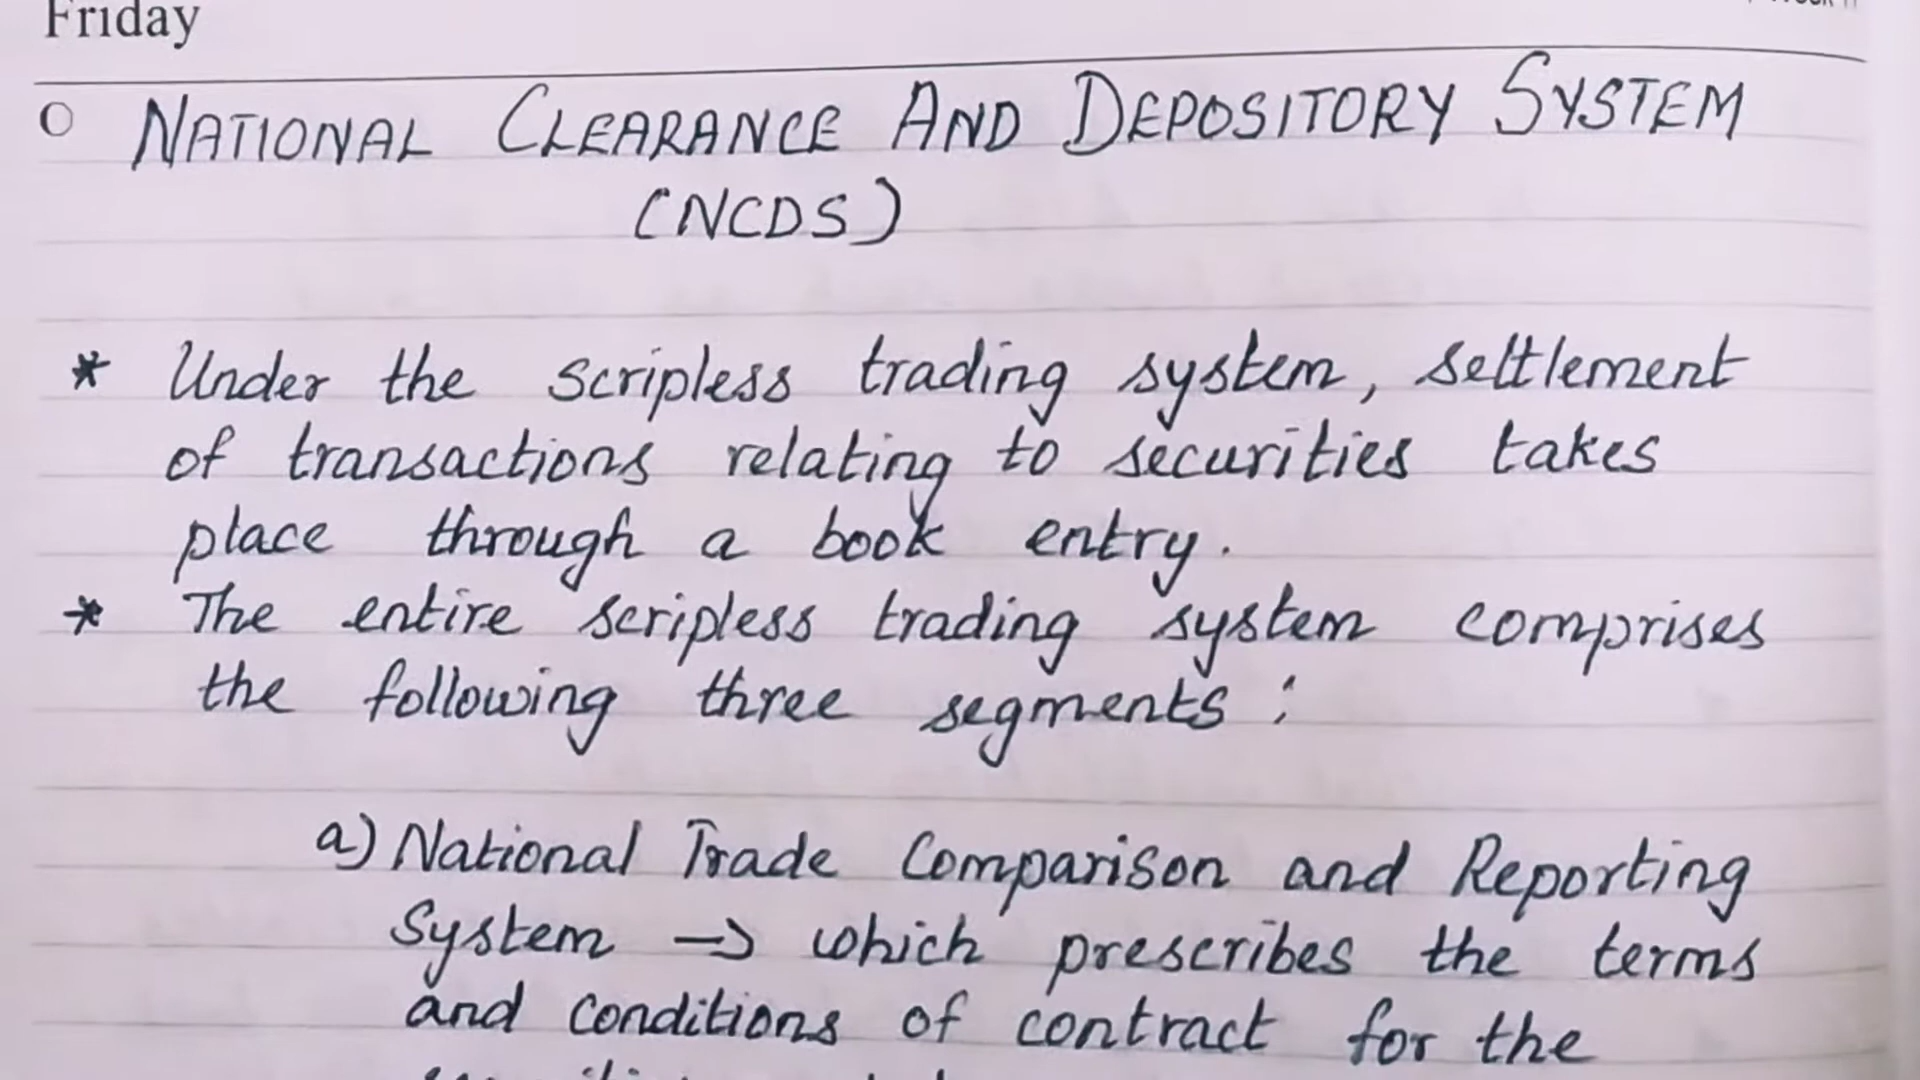 Friday
NATIONAL CLEARANCE AND DEPOSITORY SYSTEM
(NCDS)
* Under the scripless trading system, settlement
of transactions relating to securities takes
place through a book entry.
* The entire scripless trading system comprises
the following three segments :
a) National Trade Comparison and Reporting
System → which prescribes the terms
and conditions of contract for the